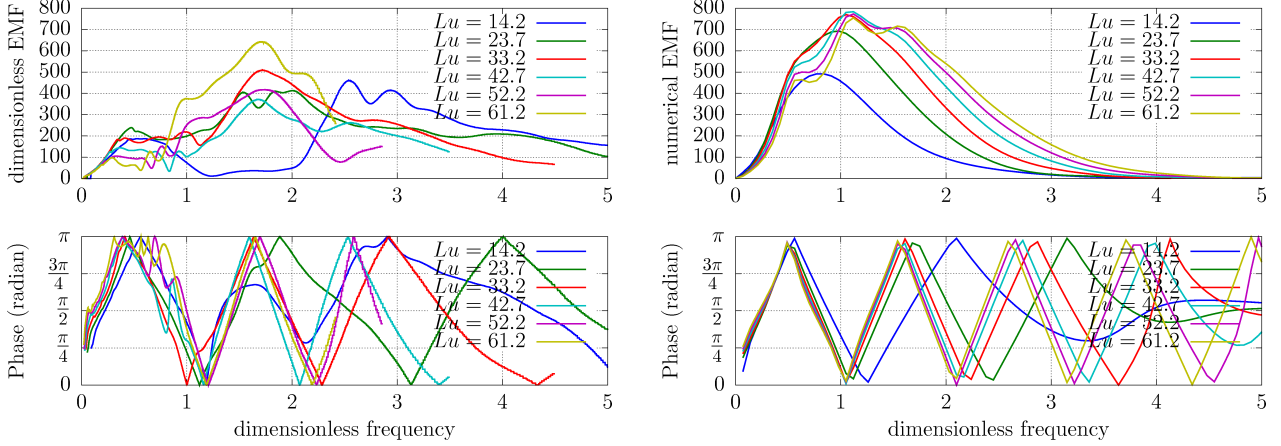 dimensionless EMF
800
700
600
500
400
300
200
100
0
0 1 2 3 4 5
Lu = 14.2
Lu = 23.7
Lu = 33.2
Lu = 42.7
Lu = 52.2
Lu = 61.2
numerical EMF
800
700
600
500
400
300
200
100
0
0 1 2 3 4 5
Lu = 14.2
Lu = 23.7
Lu = 33.2
Lu = 42.7
Lu = 52.2
Lu = 61.2
Phase (radian)
π
3π/4
π/2
π/4
0
0 1 2 3 4 5
Lu = 14.2
Lu = 23.7
Lu = 33.2
Lu = 42.7
Lu = 52.2
Lu = 61.2
dimensionless frequency
Phase (radian)
π
3π/4
π/2
π/4
0
0 1 2 3 4 5
Lu = 14.2
Lu = 23.7
Lu = 33.2
Lu = 42.7
Lu = 52.2
Lu = 61.2
dimensionless frequency